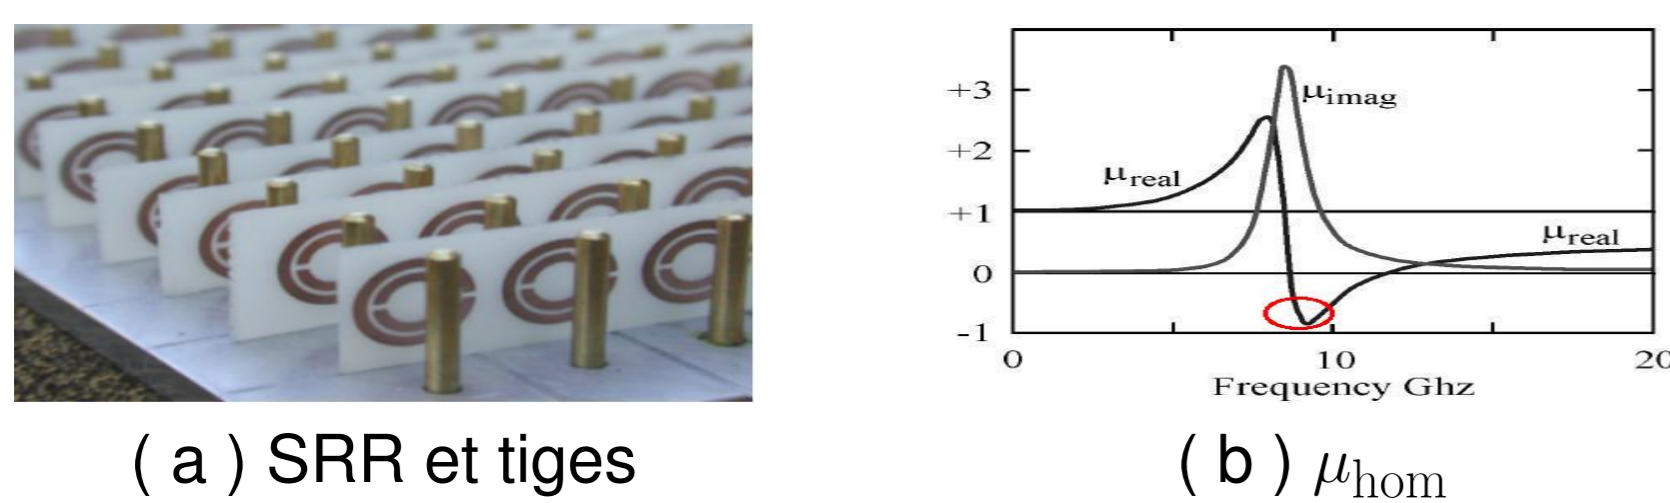 +3
+2
+1
0
-1
μimag
μreal
μreal
0 10 20
Frequency Ghz
( a ) SRR et tiges
( b ) μhom